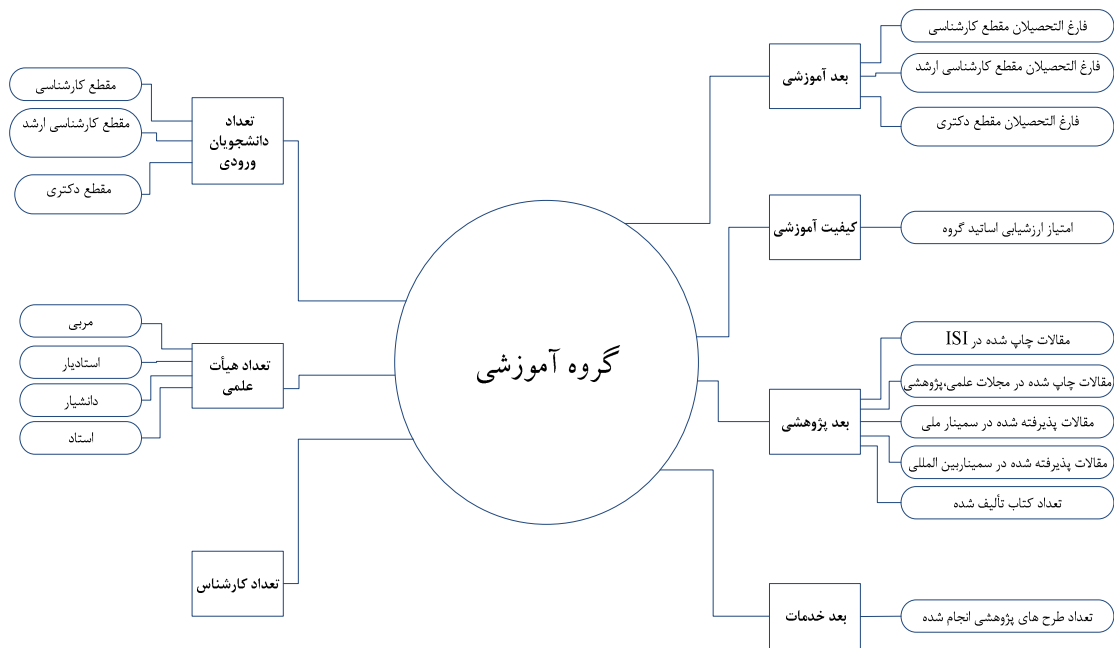 فارغ التحصیلان مقطع کارشناسی
فارغ التحصیلان مقطع کارشناسی ارشد
فارغ التحصیلان مقطع دکتری
بعد آموزشی
امتیاز ارزشیابی اساتید گروه
کیفیت آموزشی
مقالات چاپ شده در ISI
مقالات چاپ شده در مجلات علمی،پژوهشی
مقالات پذیرفته شده در سمینار ملی
مقالات پذیرفته شده در سمیناربین المللی
تعداد کتاب تألیف شده
بعد پژوهشی
تعداد طرح های پژوهشی انجام شده
بعد خدمات
گروه آموزشی
تعداد
دانشجویان
ورودی
مقطع کارشناسی
مقطع کارشناسی ارشد
مقطع دکتری
تعداد هیأت
علمی
مربی
استادیار
دانشیار
استاد
تعداد کارشناس